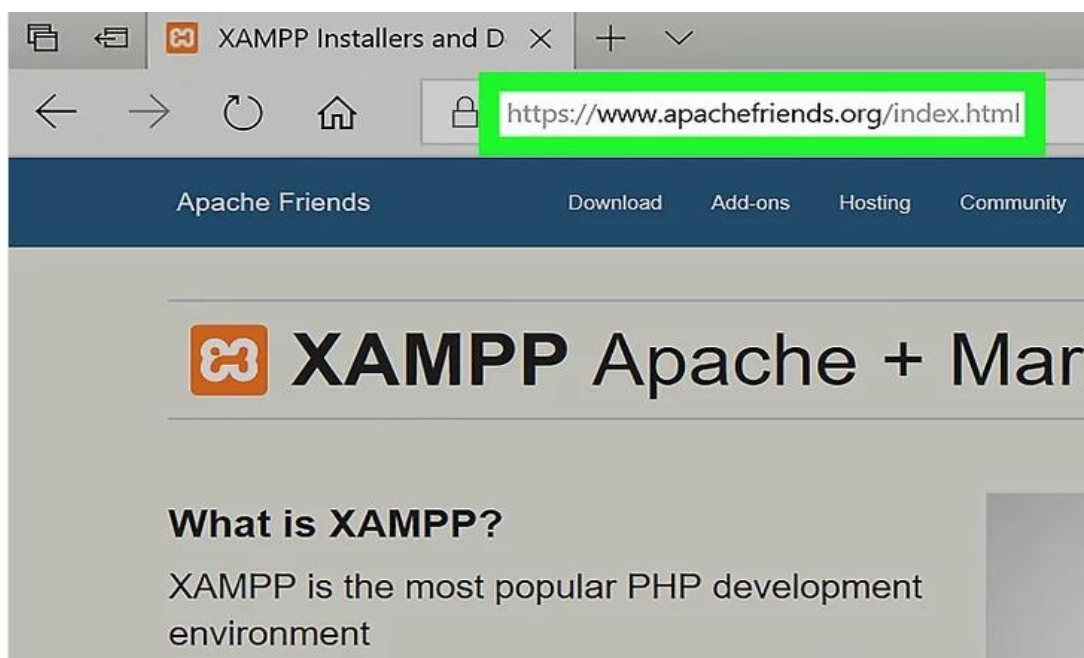 XAMPP Installers and D
https://www.apachefriends.org/index.html
Apache Friends Download Add-ons Hosting Community
XAMPP Apache + Mar
What is XAMPP?
XAMPP is the most popular PHP development
environment